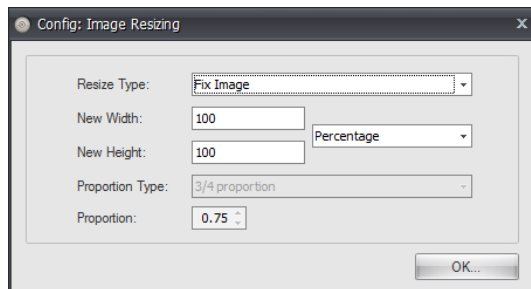 Config: Image Resizing x
Resize Type: Fix Image
New Width: 100
Percentage
New Height: 100
Proportion Type: 3/4 proportion
Proportion: 0.75
OK...